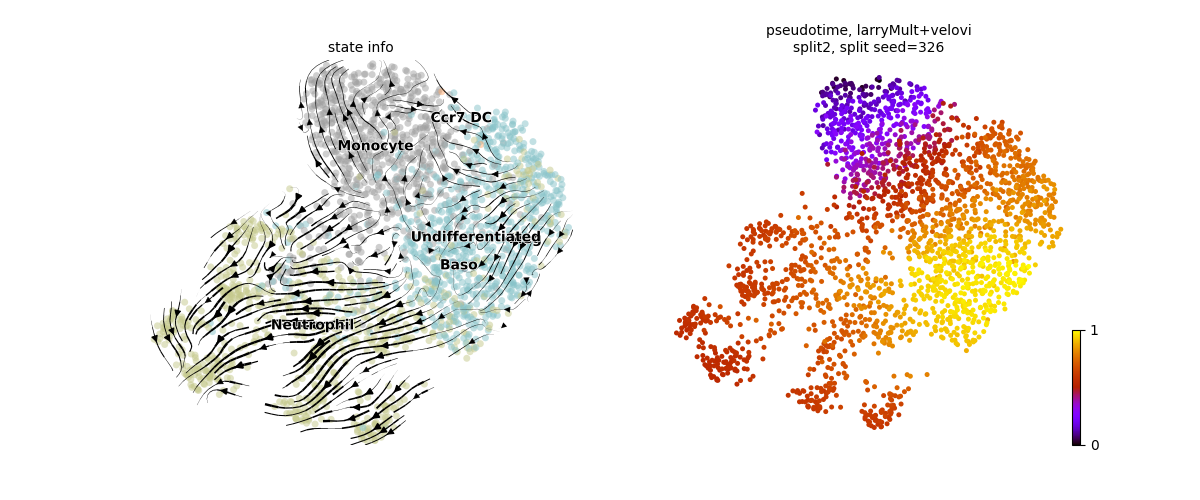 state info
Ccr7 DC
Monocyte
Undifferentiated
Baso
Neutrophil
pseudotime, larryMult+velovi
split2, split seed=326
1
0